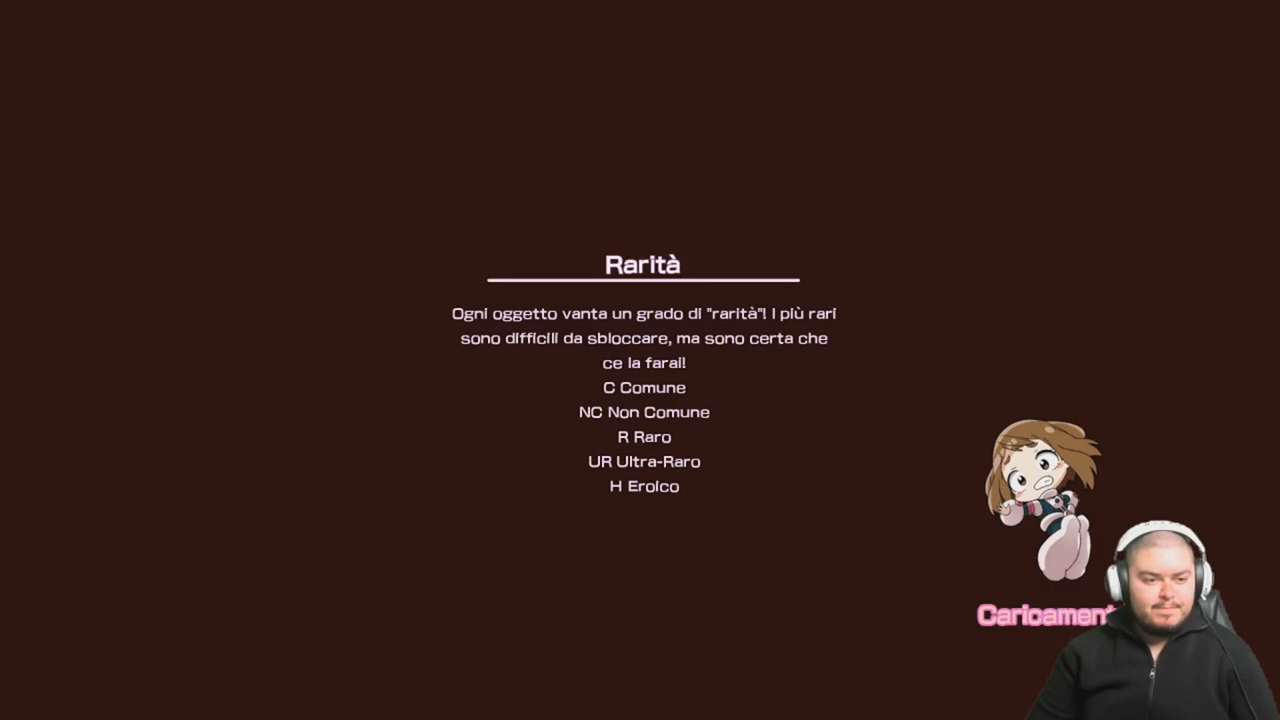 Rarità
Ogni oggetto vanta un grado di "rarità"! I più rari
sono difficili da sbloccare, ma sono certa che
ce la farai!
C Comune
NC Non Comune
R Raro
UR Ultra-Raro
H Eroico
Caricament